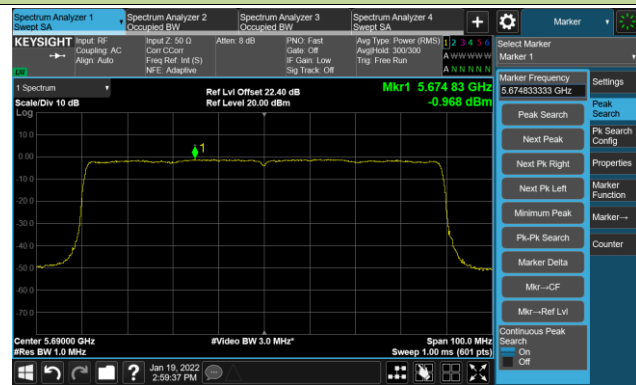 Spectrum Analyzer 1
Swept SA
Spectrum Analyzer 2
Occupied BW
Spectrum Analyzer 3
Occupied BW
Spectrum Analyzer 4
Swept SA
+
Marker
KEYSIGHT
Input: RF
Coupling: AC
Align: Auto
Input Z: 50 Ω
Corr CCorr
Freq Ref: Int (S)
NFE: Adaptive
Atten: 8 dB
PNO: Fast
Gate: Off
IF Gain: Low
Sig Track: Off
Avg Type: Power (RMS)
Avg|Hold: 300/300
Trig: Free Run
1 2 3 4 5 6
A W W W W W
A N N N N N
Select Marker
Marker 1
1 Spectrum
Scale/Div 10 dB
Log
Ref Lvl Offset 22.40 dB
Ref Level 20.00 dBm
Mkr1 5.674 83 GHz
-0.968 dBm
1
10.0
0.00
-10.0
-20.0
-30.0
-40.0
-50.0
-60.0
-70.0
Center 5.69000 GHz
#Res BW 1.0 MHz
#Video BW 3.0 MHz*
Span 100.0 MHz
Sweep 1.00 ms (601 pts)
Marker Frequency
5.674833333 GHz
Peak Search
Next Peak
Next Pk Right
Next Pk Left
Minimum Peak
Pk-Pk Search
Marker Delta
Mkr→CF
Mkr→Ref Lvl
Continuous Peak
Search
On
Off
Settings
Peak
Search
Pk Search
Config
Properties
Marker
Function
Marker→
Counter
?
Jan 19, 2022
2:59:37 PM